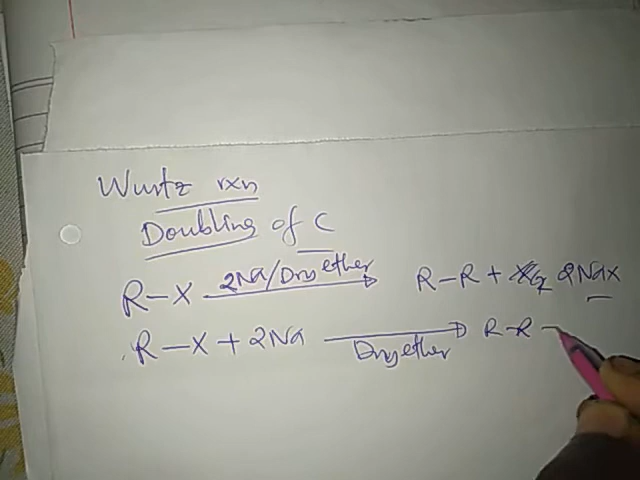 Wurtz rxn
Doubling of C
R-X 2Na/Dry ether R-R + 2NaX
R-X + 2Na Dry ether R-R -